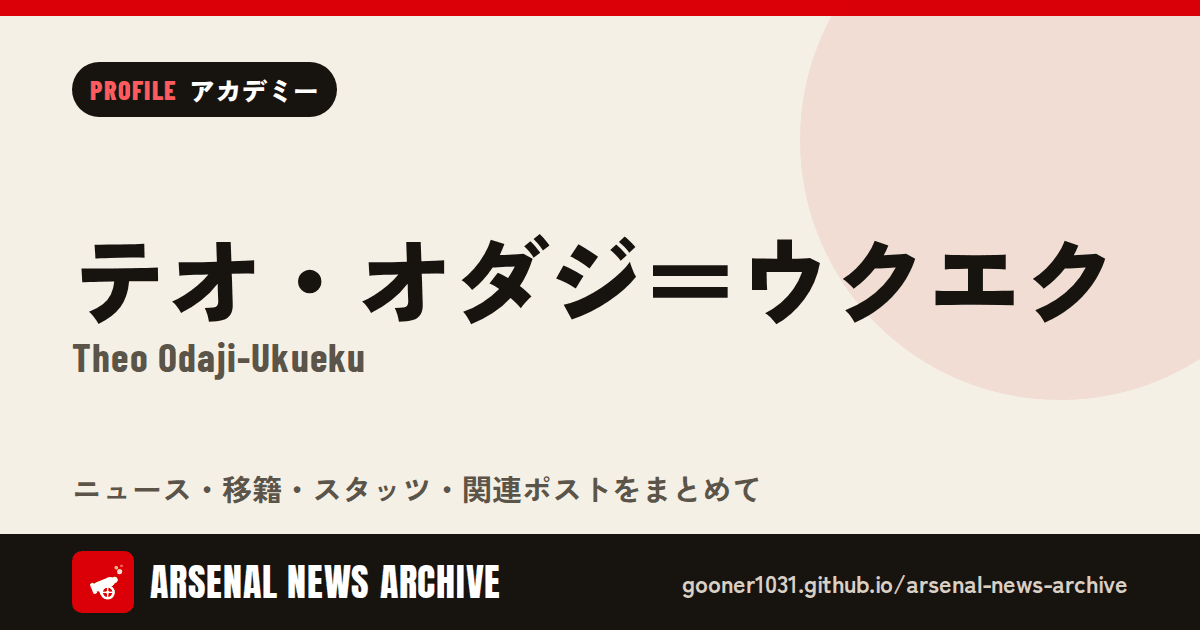 PROFILE アカデミー
テオ・オダジ＝ウクエク
Theo Odaji-Ukueku
ニュース・移籍・スタッツ・関連ポストをまとめて
ARSENAL NEWS ARCHIVE
gooner1031.github.io/arsenal-news-archive